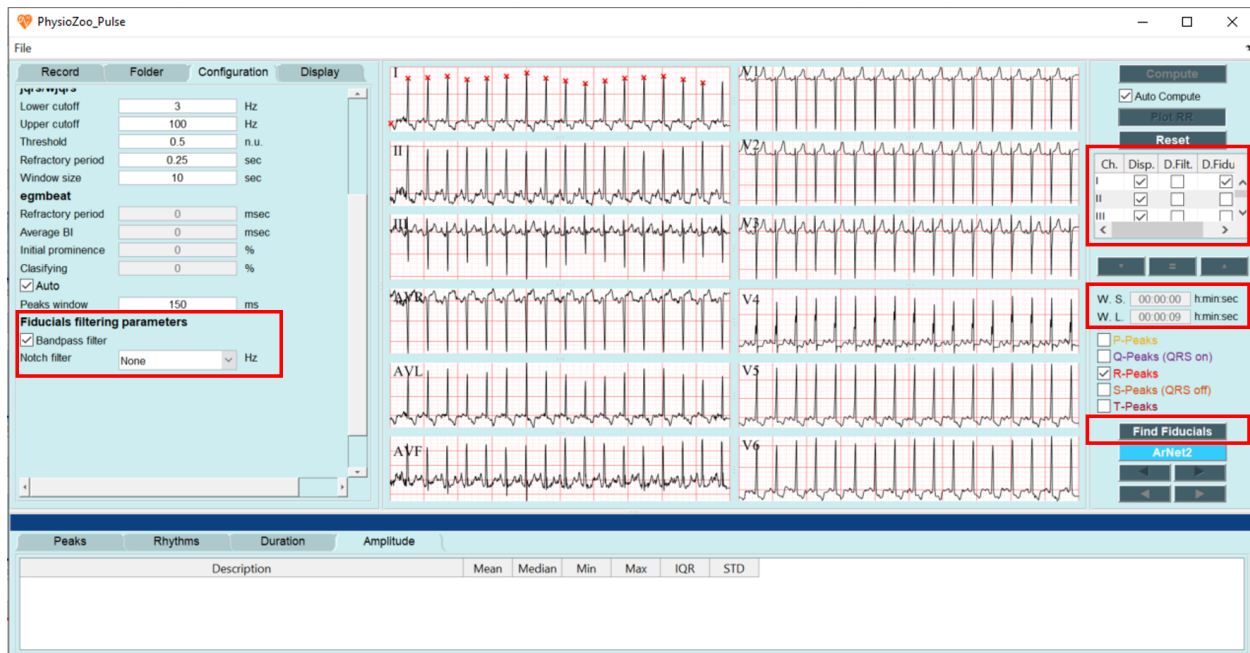 PhysioZoo_Pulse
File
Record Folder Configuration Display
jqrs/wjqrs
Lower cutoff 3 Hz
Upper cutoff 100 Hz
Threshold 0.5 n.u.
Refractory period 0.25 sec
Window size 10 sec
egmbeat
Refractory period 0 msec
Average BI 0 msec
Initial prominence 0 %
Clasifying 0 %
Auto
Peaks window 150 ms
Fiducials filtering parameters
Bandpass filter
Notch filter None Hz
I
II
III
AVR
AVL
AVF
V1
V2
V3
V4
V5
V6
Compute
Auto Compute
Plot RR
Reset
Ch. Disp. D.Filt. D.Fidu
I
II
III
W. S. 00:00:00 h:min:sec
W. L. 00:00:09 h:min:sec
P-Peaks
Q-Peaks (QRS on)
R-Peaks
S-Peaks (QRS off)
T-Peaks
Find Fiducials
ArNet2
Peaks Rhythms Duration Amplitude
Description Mean Median Min Max IQR STD